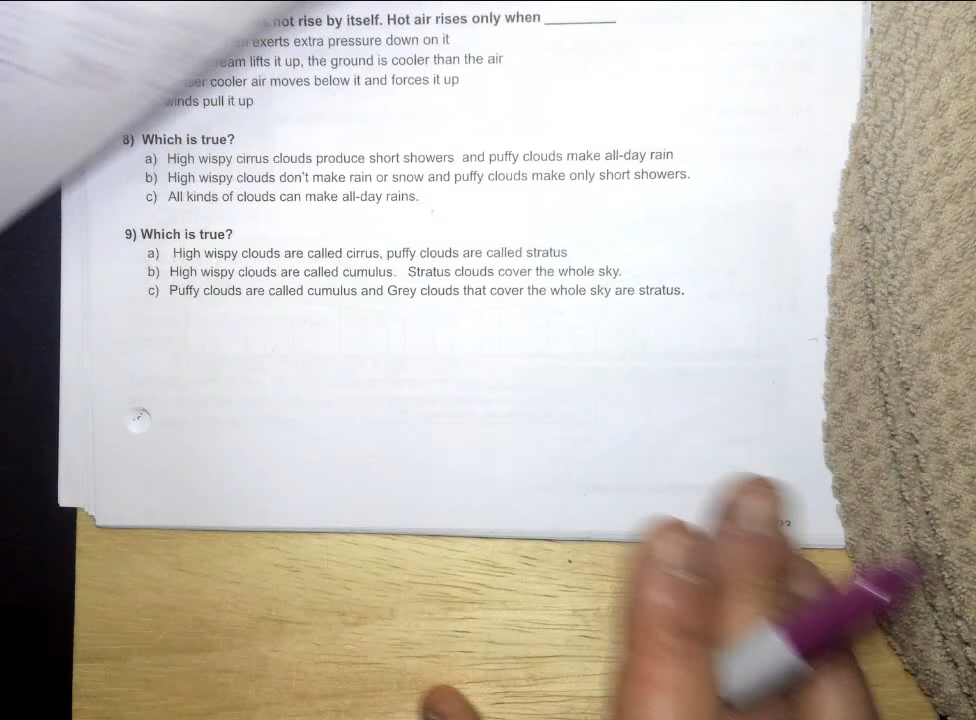 not rise by itself. Hot air rises only when ________
exerts extra pressure down on it
lifts it up, the ground is cooler than the air
cooler air moves below it and forces it up
winds pull it up
8) Which is true?
a) High wispy cirrus clouds produce short showers and puffy clouds make all-day rain
b) High wispy clouds don't make rain or snow and puffy clouds make only short showers.
c) All kinds of clouds can make all-day rains.
9) Which is true?
a) High wispy clouds are called cirrus, puffy clouds are called stratus
b) High wispy clouds are called cumulus. Stratus clouds cover the whole sky.
c) Puffy clouds are called cumulus and Grey clouds that cover the whole sky are stratus.